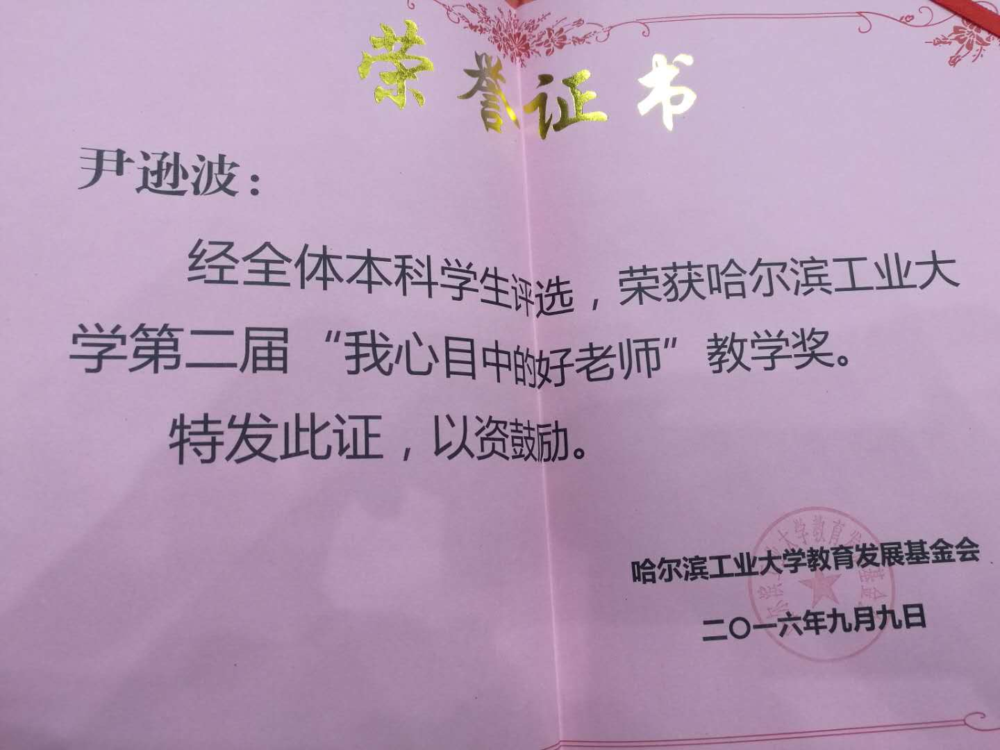 荣誉证书
尹逊波：
经全体本科学生评选，荣获哈尔滨工业大
学第二届“我心目中的好老师”教学奖。
特发此证，以资鼓励。
哈尔滨工业大学教育发展基金会
二〇一六年九月九日